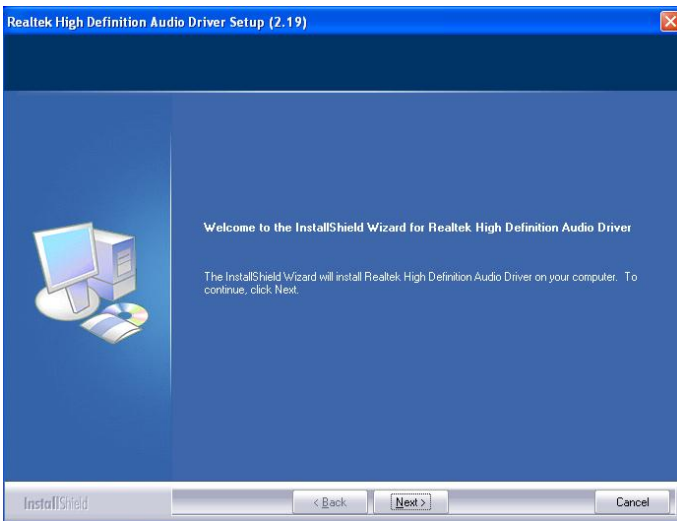 Realtek High Definition Audio Driver Setup (2.19)
Welcome to the InstallShield Wizard for Realtek High Definition Audio Driver
The InstallShield Wizard will install Realtek High Definition Audio Driver on your computer. To
continue, click Next.
InstallShield
< Back
Next >
Cancel